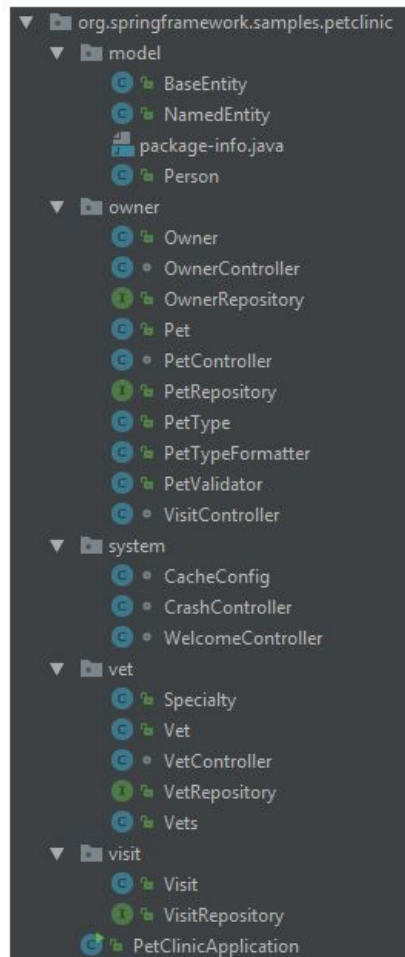 org.springframework.samples.petclinic
model
BaseEntity
NamedEntity
package-info.java
Person
owner
Owner
OwnerController
OwnerRepository
Pet
PetController
PetRepository
PetType
PetTypeFormatter
PetValidator
VisitController
system
CacheConfig
CrashController
WelcomeController
vet
Specialty
Vet
VetController
VetRepository
Vets
visit
Visit
VisitRepository
PetClinicApplication